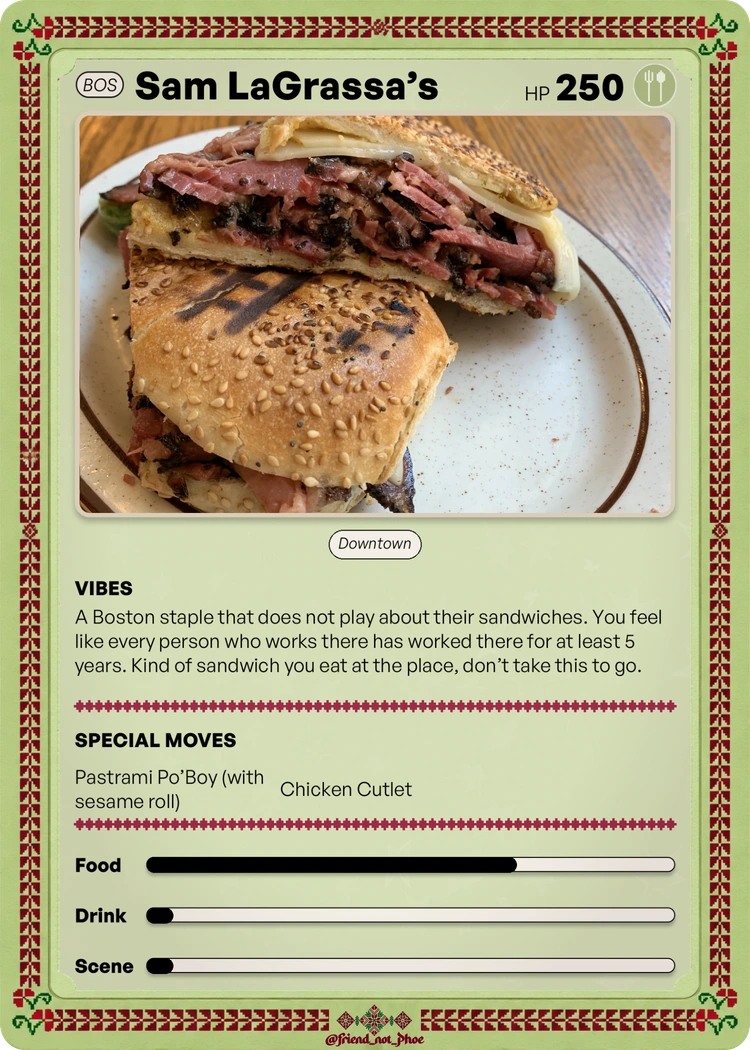 BOS Sam LaGrassa’s HP 250
Downtown
VIBES
A Boston staple that does not play about their sandwiches. You feel
like every person who works there has worked there for at least 5
years. Kind of sandwich you eat at the place, don’t take this to go.
SPECIAL MOVES
Pastrami Po’Boy (with
sesame roll)
Chicken Cutlet
Food
Drink
Scene
@friend_not_phoe